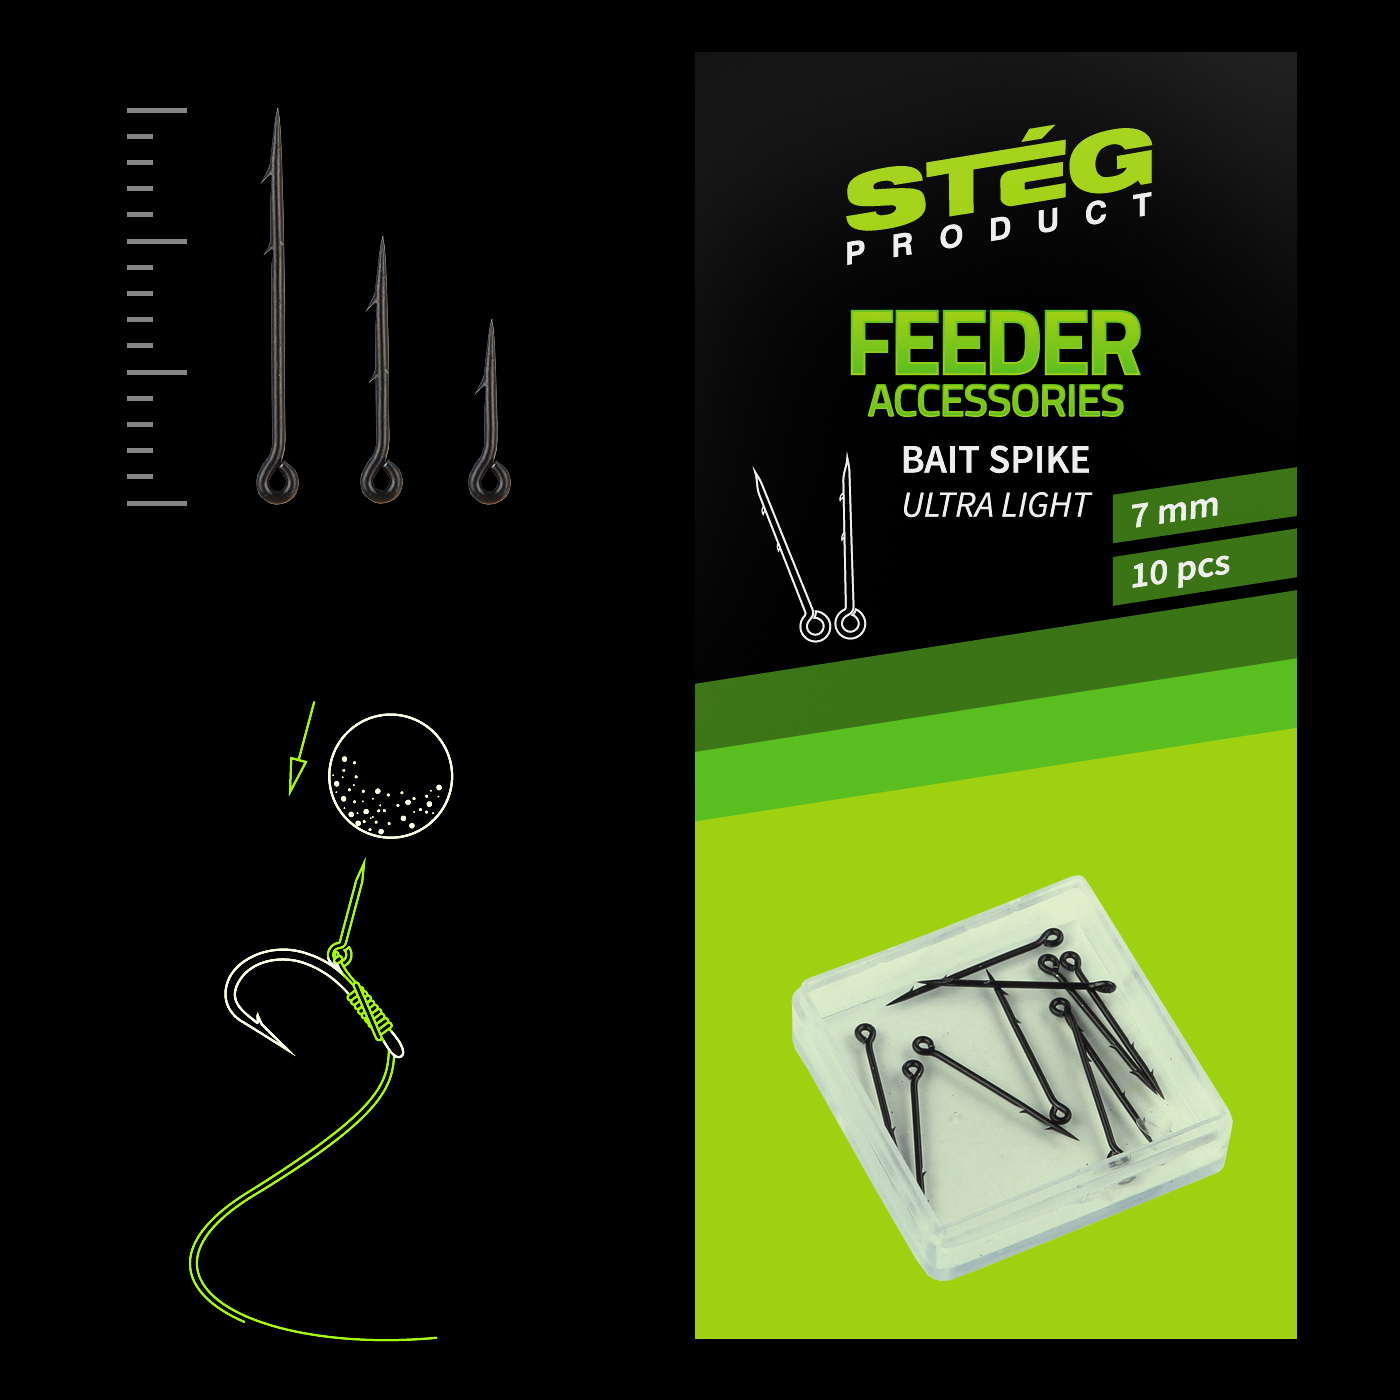 STÉG
PRODUCT
FEEDER
ACCESSORIES
BAIT SPIKE
ULTRA LIGHT
7 mm
10 pcs